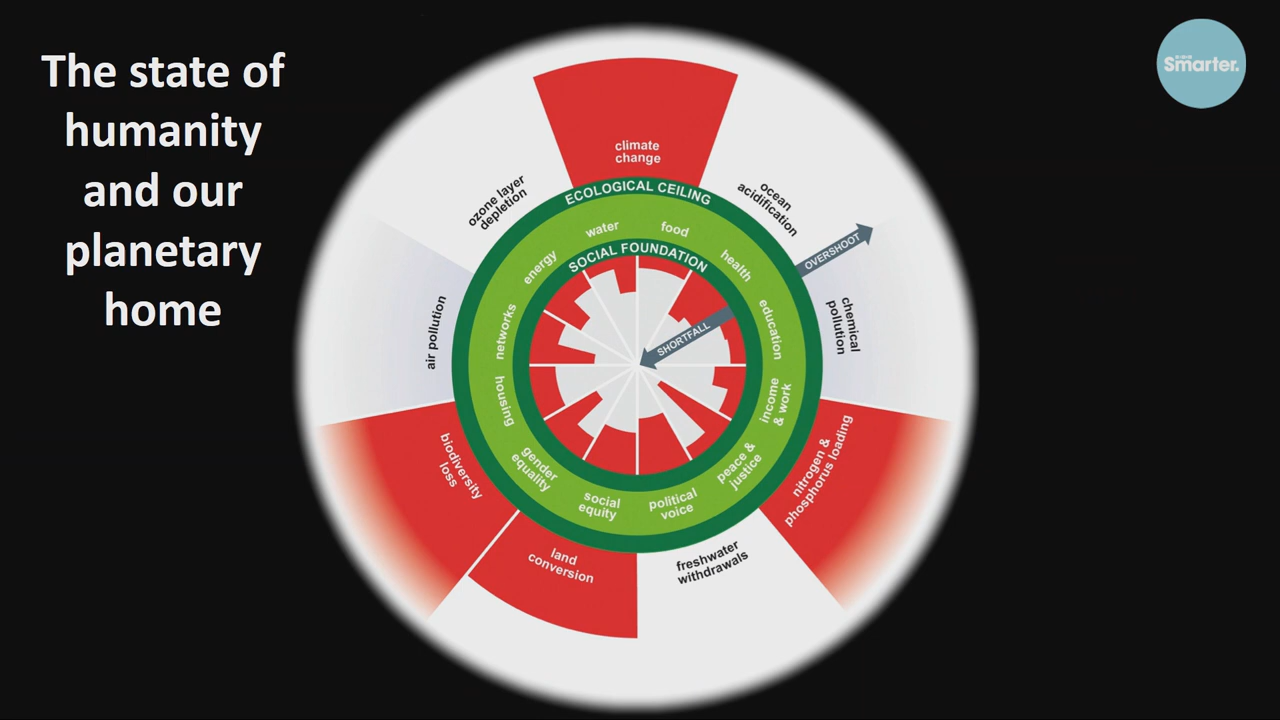 The state of
humanity
and our
planetary
home
Smarter.
climate
change
ozone layer
depletion
ocean
acidification
ECOLOGICAL CEILING
OVERSHOOT
water
food
energy
health
SOCIAL FOUNDATION
SHORTFALL
air pollution
networks
education
chemical
pollution
housing
income
& work
biodiversity
loss
gender
equality
social
equity
political
voice
peace &
justice
nitrogen &
phosphorus loading
land
conversion
freshwater
withdrawals